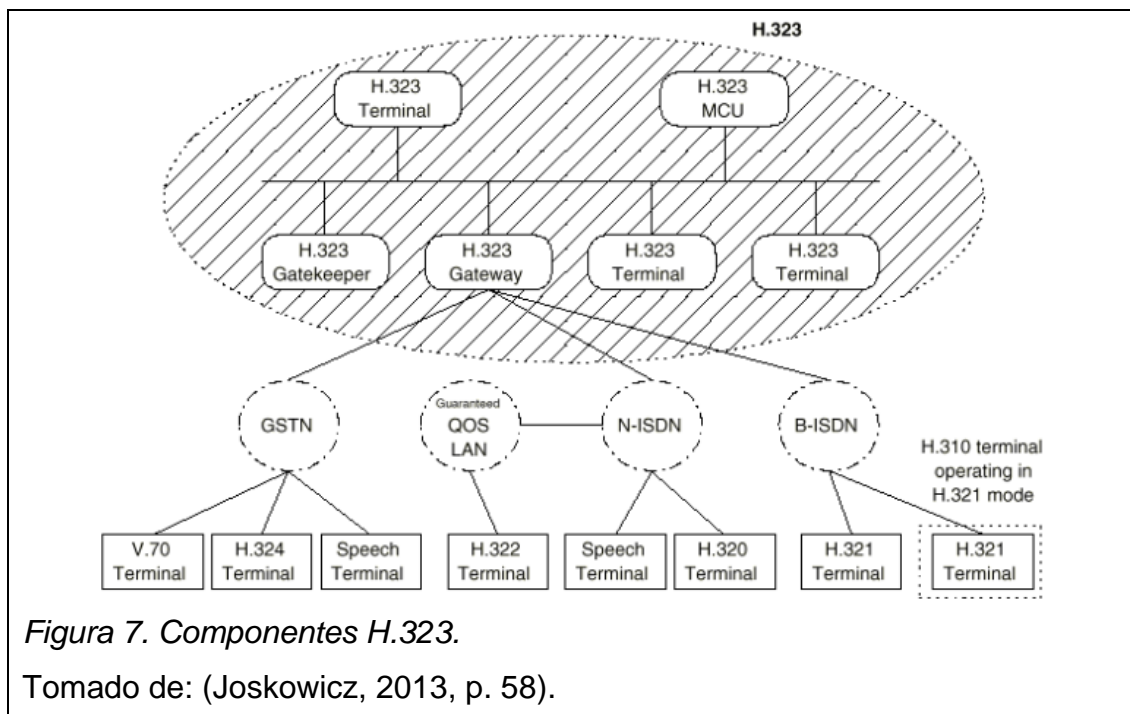 H.323
H.323
Terminal
H.323
MCU
H.323
Gatekeeper
H.323
Gateway
H.323
Terminal
H.323
Terminal
GSTN
Guaranteed
QOS
LAN
N-ISDN
B-ISDN
H.310 terminal
operating in
H.321 mode
V.70
Terminal
H.324
Terminal
Speech
Terminal
H.322
Terminal
Speech
Terminal
H.320
Terminal
H.321
Terminal
H.321
Terminal
Figura 7. Componentes H.323.
Tomado de: (Joskowicz, 2013, p. 58).